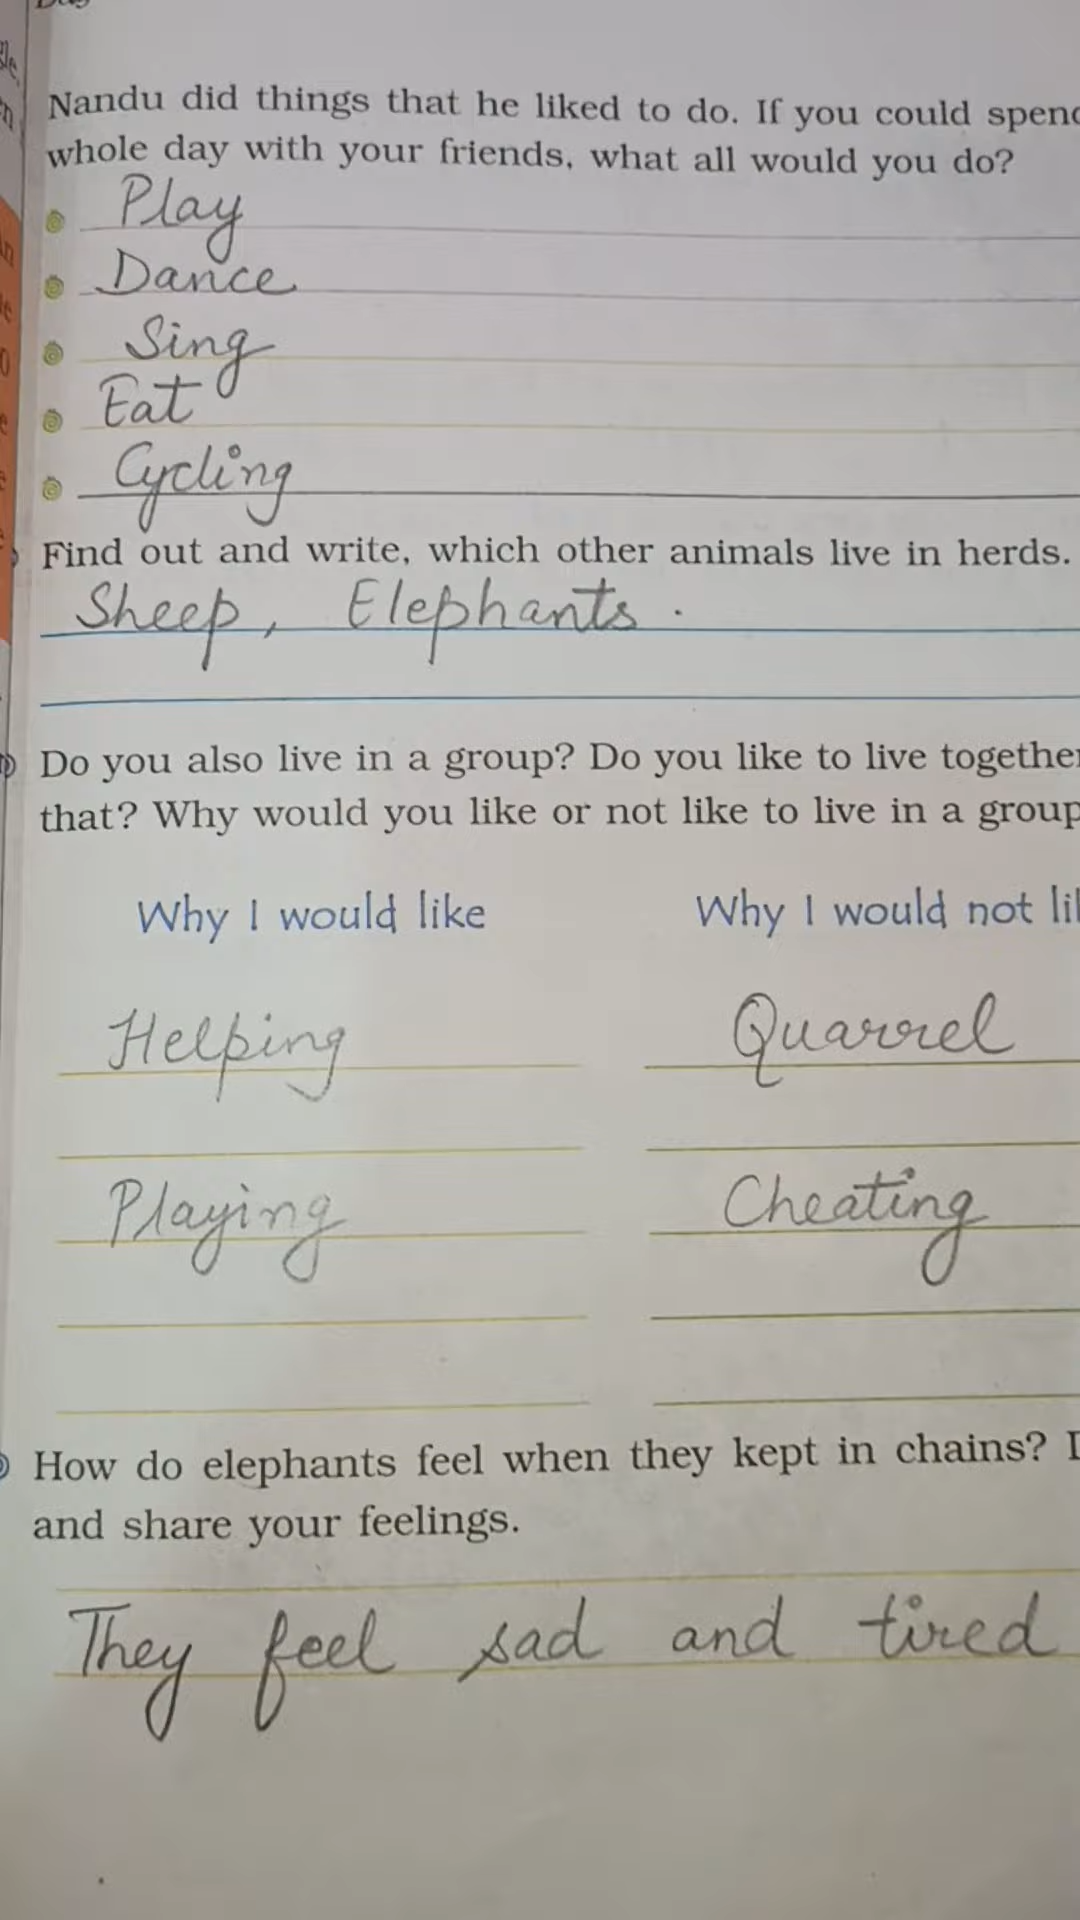 Nandu did things that he liked to do. If you could spend
whole day with your friends, what all would you do?
Play
Dance
Sing
Eat
Cycling
Find out and write, which other animals live in herds.
Sheep, Elephants.
Do you also live in a group? Do you like to live together
that? Why would you like or not like to live in a group
Why I would like
Why I would not
Helping
Quarrel
Playing
Cheating
How do elephants feel when they kept in chains?
and share your feelings.
They feel sad and tired